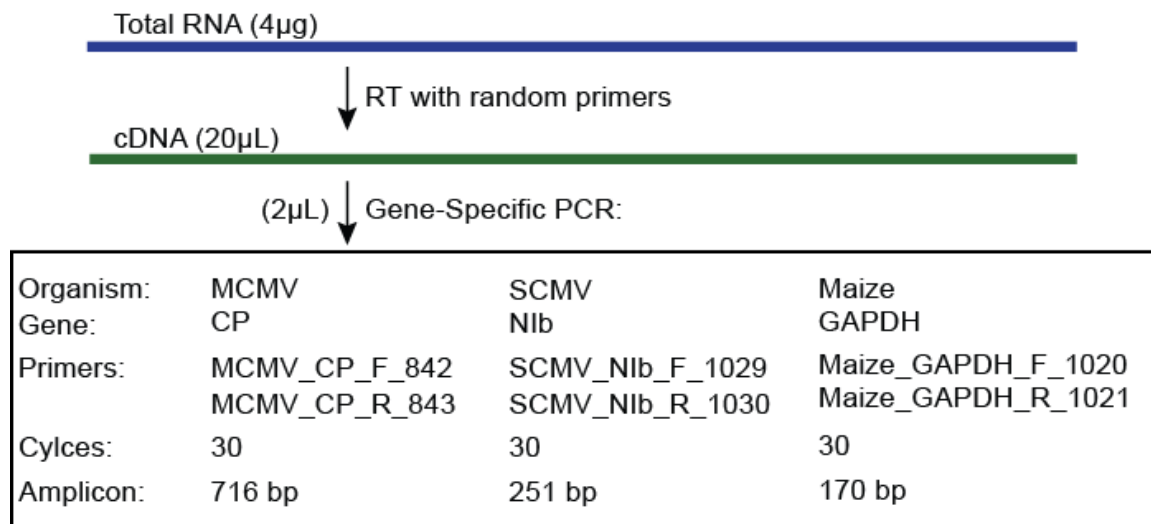 Total RNA (4µg)
RT with random primers
cDNA (20µL)
(2µL) Gene-Specific PCR:
Organism: MCMV SCMV Maize
Gene: CP NIb GAPDH
Primers: MCMV_CP_F_842 SCMV_NIb_F_1029 Maize_GAPDH_F_1020
MCMV_CP_R_843 SCMV_NIb_R_1030 Maize_GAPDH_R_1021
Cylces: 30 30 30
Amplicon: 716 bp 251 bp 170 bp